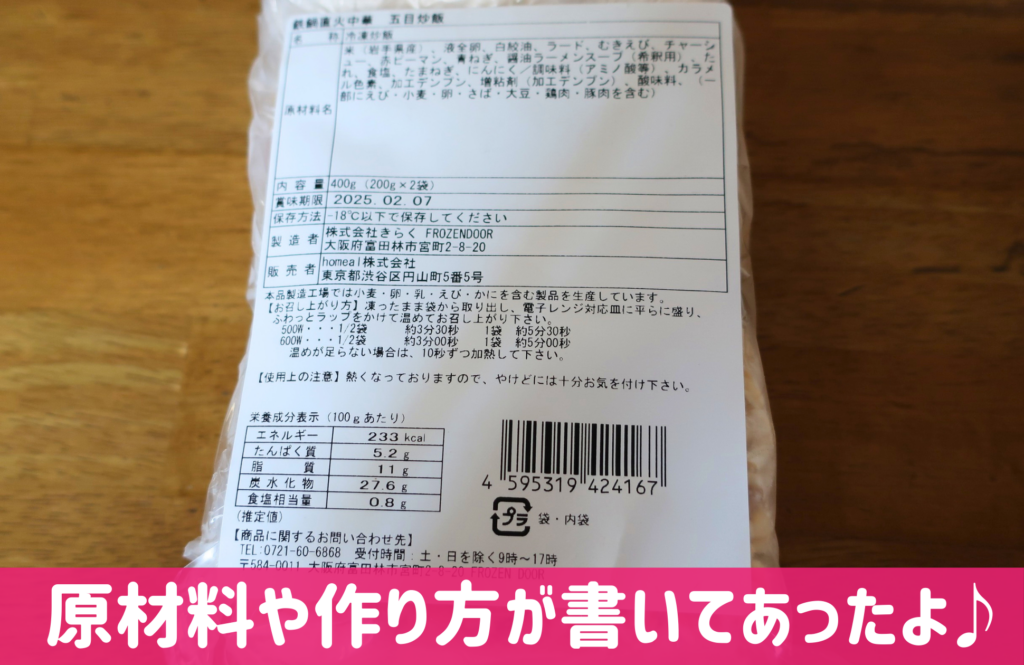 鉄鍋直火中華 五目炒飯
名 称 冷凍炒飯
原材料名 米（岩手県産）、液全卵、白絞油、ラード、むきえび、チャーシ
ュー、赤ピーマン、青ねぎ、醤油ラーメンスープ（希釈用）、た
れ、食塩、たまねぎ、にんにく／調味料（アミノ酸等）、カラメ
ル色素、加工デンプン、増粘剤（加工デンプン）、酸味料、（一
部にえび・小麦・卵・さば・大豆・鶏肉・豚肉を含む）
内 容 量 400g（200g×2袋）
賞味期限 2025.02.07
保存方法 -18℃以下で保存してください
製 造 者 株式会社きらく FROZENDOOR
大阪府富田林市宮町2-8-20
販 売 者 homeal株式会社
東京都渋谷区円山町5番5号
本品製造工場では小麦・卵・乳・えび・かにを含む製品を生産しています。
【お召し上がり方】凍ったまま袋から取り出し、電子レンジ対応皿に平らに盛り、
ふわっとラップをかけて温めてお召し上がり下さい。
500W・・・1/2袋 約3分30秒 1袋 約5分30秒
600W・・・1/2袋 約3分00秒 1袋 約5分00秒
温めが足らない場合は、10秒ずつ加熱して下さい。
【使用上の注意】熱くなっておりますので、やけどには十分お気を付け下さい。
栄養成分表示（100gあたり）
エネルギー 233 kcal
たんぱく質 5.2 g
脂 質 11 g
炭水化物 27.6 g
食塩相当量 0.8 g
（推定値）
4 595319 424167
プラ 袋・内袋
【商品に関するお問い合わせ先】
TEL:0721-60-6868 受付時間：土・日を除く9時～17時
〒584-0011 大阪府富田林市宮町2-8-20 FROZEN DOOR
原材料や作り方が書いてあったよ♪